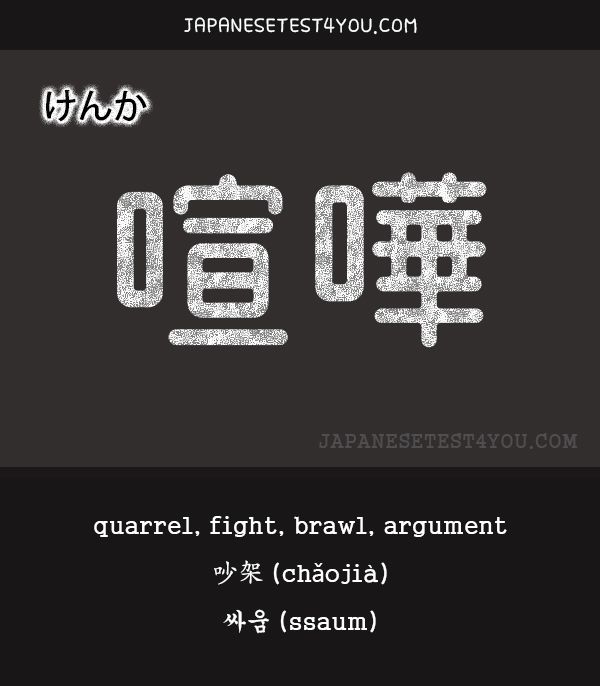 JAPANESETEST4YOU.COM
けんか
喧嘩
JAPANESETEST4YOU.COM
quarrel, fight, brawl, argument
吵架 (chǎojià)
싸움 (ssaum)